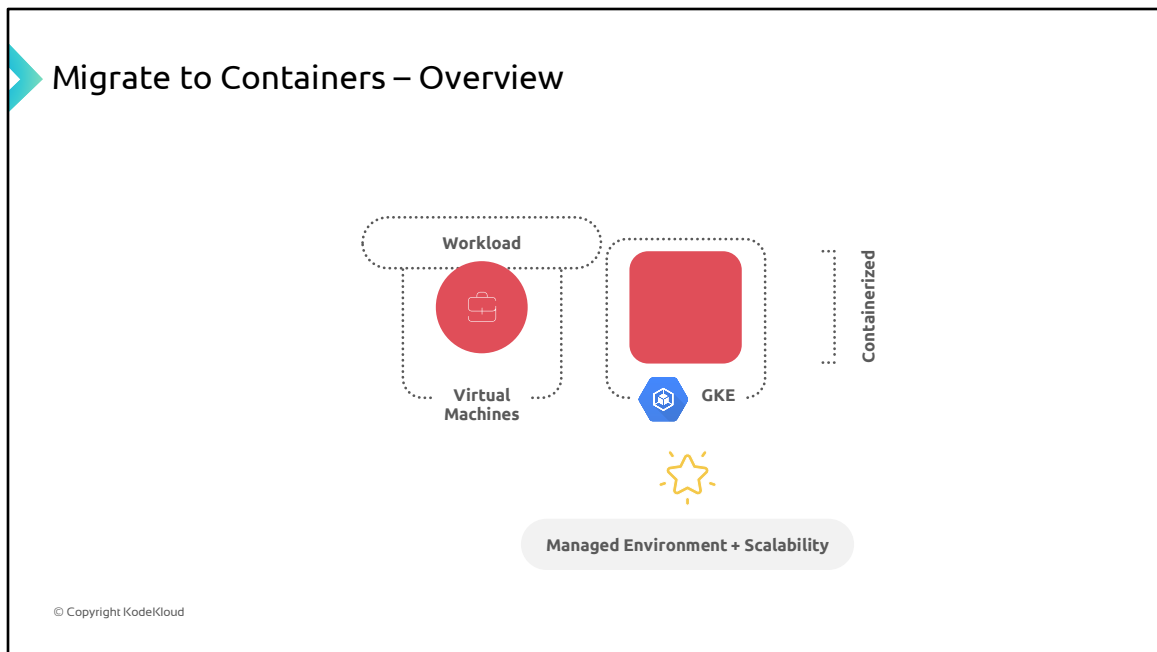 Migrate to Containers – Overview
Workload
Virtual
Machines
GKE
Containerized
Managed Environment + Scalability
© Copyright KodeKloud